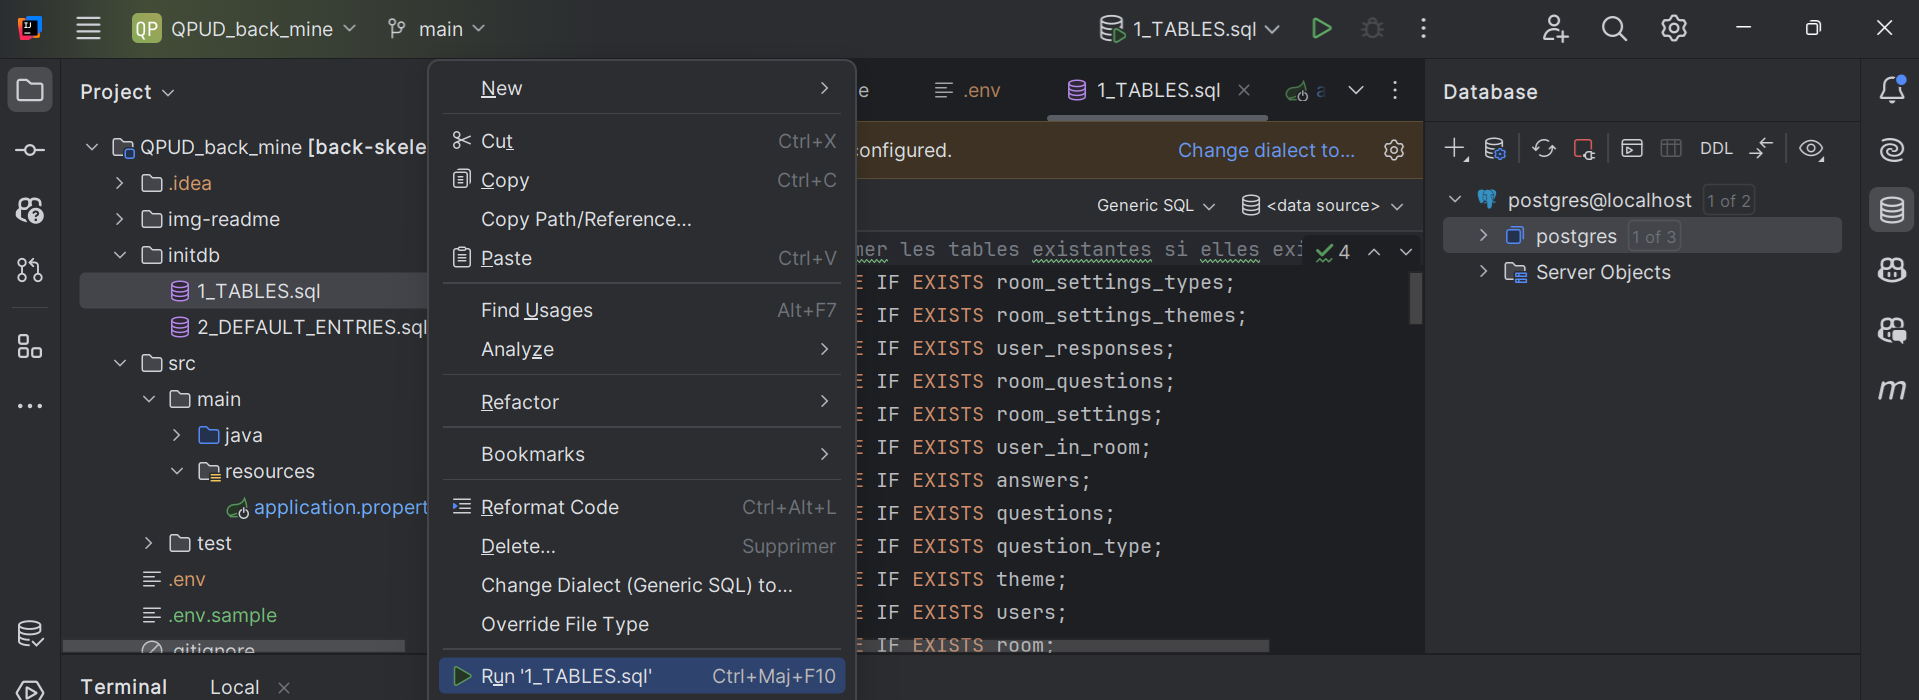 QP QPUD_back_mine main 1_TABLES.sql
Project
QPUD_back_mine [back-skele
.idea
img-readme
initdb
1_TABLES.sql
2_DEFAULT_ENTRIES.sql
src
main
java
resources
application.propert
test
.env
.env.sample
.gitignore
New
Cut Ctrl+X
Copy Ctrl+C
Copy Path/Reference...
Paste Ctrl+V
Find Usages Alt+F7
Analyze
Refactor
Bookmarks
Reformat Code Ctrl+Alt+L
Delete... Supprimer
Change Dialect (Generic SQL) to...
Override File Type
Run '1_TABLES.sql' Ctrl+Maj+F10
e .env 1_TABLES.sql a
onfigured. Change dialect to...
Generic SQL <data source>
mer les tables existantes si elles exi 4
E IF EXISTS room_settings_types;
E IF EXISTS room_settings_themes;
E IF EXISTS user_responses;
E IF EXISTS room_questions;
E IF EXISTS room_settings;
E IF EXISTS user_in_room;
E IF EXISTS answers;
E IF EXISTS questions;
E IF EXISTS question_type;
E IF EXISTS theme;
E IF EXISTS users;
E IF EXISTS room;
Database
DDL
postgres@localhost 1 of 2
postgres 1 of 3
Server Objects
m
Terminal Local